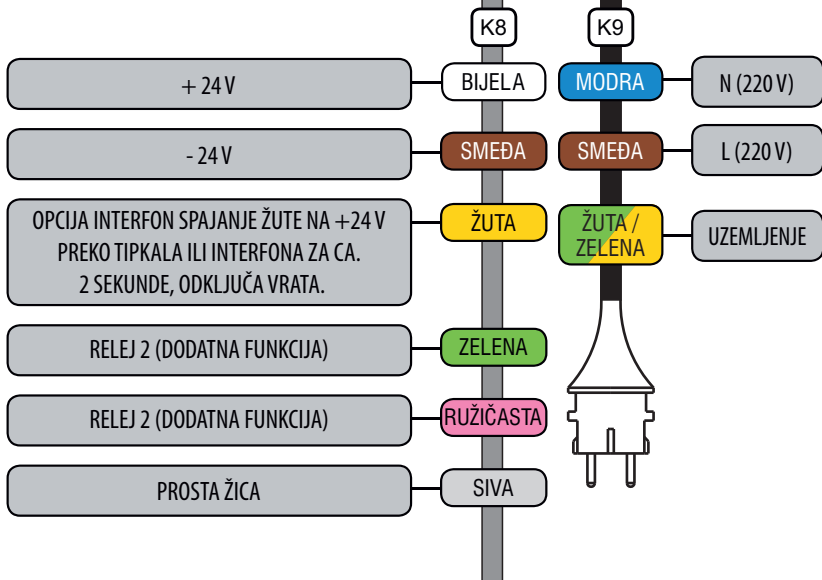 K8
K9
+ 24 V
BIJELA
MODRA
N (220 V)
- 24 V
SMEĐA
SMEĐA
L (220 V)
OPCIJA INTERFON SPAJANJE ŽUTE NA +24 V
PREKO TIPKALA ILI INTERFONA ZA CA.
2 SEKUNDE, ODKLJUČA VRATA.
ŽUTA
ŽUTA /
ZELENA
UZEMLJENJE
RELEJ 2 (DODATNA FUNKCIJA)
ZELENA
RELEJ 2 (DODATNA FUNKCIJA)
RUŽIČASTA
PROSTA ŽICA
SIVA